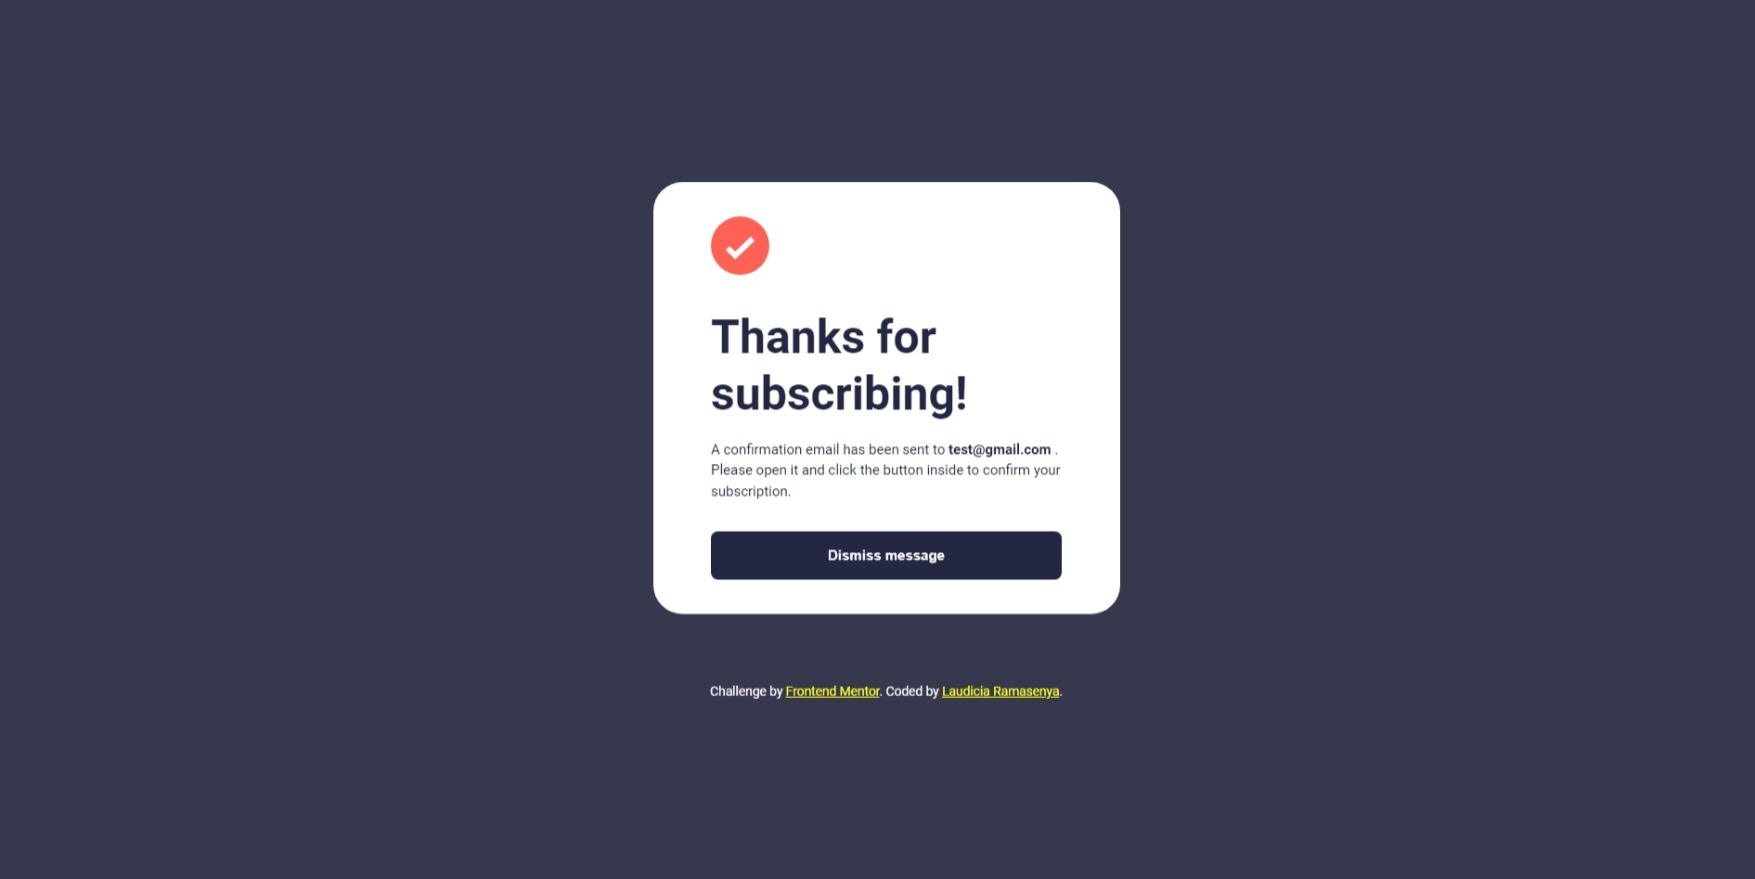 Thanks for
subscribing!
A confirmation email has been sent to test@gmail.com .
Please open it and click the button inside to confirm your
subscription.
Dismiss message
Challenge by Frontend Mentor. Coded by Laudicia Ramasenya.